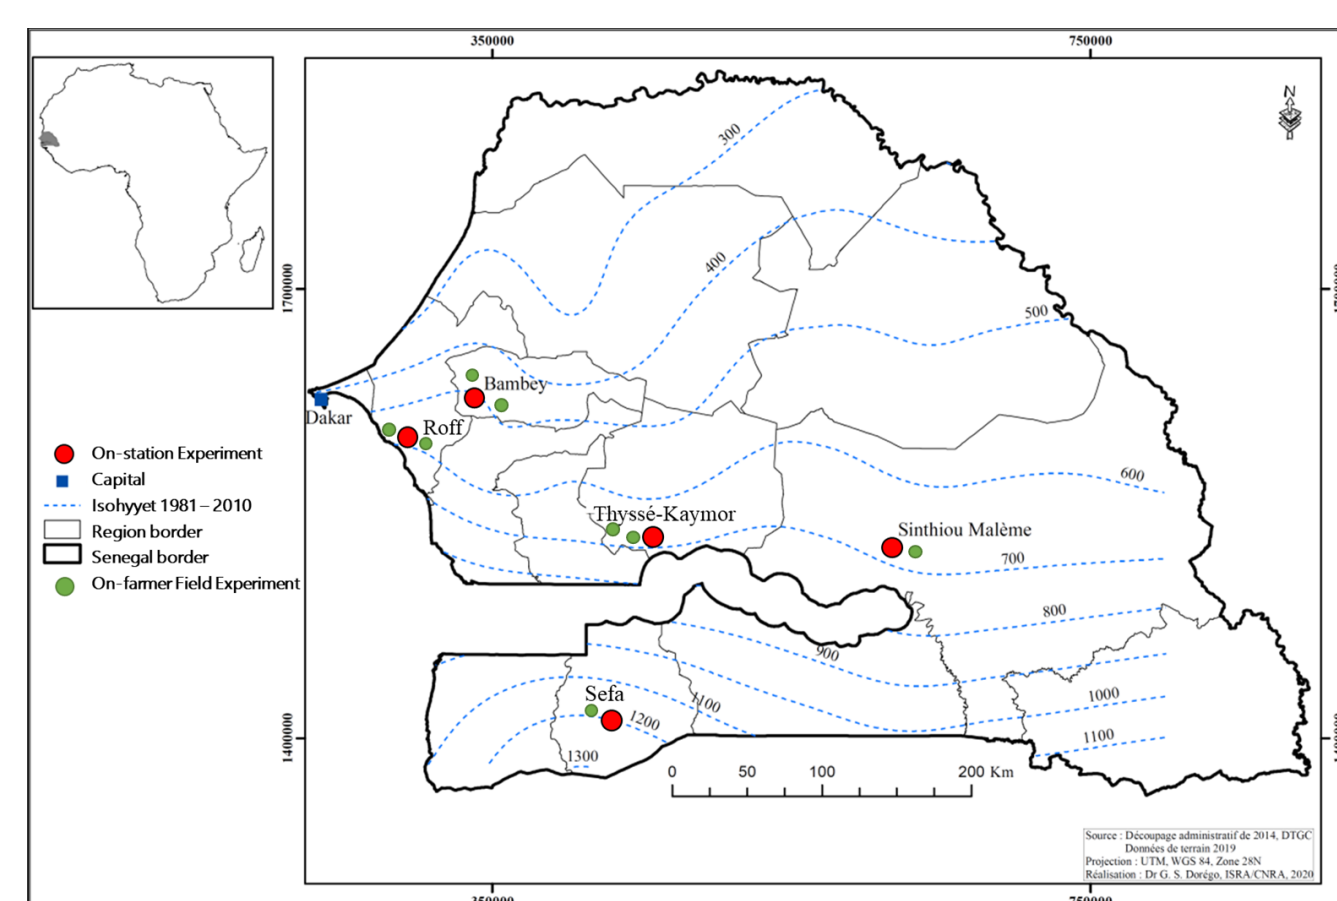 350000
750000
N
300
400
1700000
500
Bambey
Dakar
Roff
On-station Experiment
Capital
Isohyyet 1981 – 2010
Region border
Senegal border
On-farmer Field Experiment
600
Thyssé-Kaymor
Sinthiou Malème
700
800
900
Sefa
1000
1100
1200
1100
1300
1400000
0 50 100 200 Km
Source : Découpage administratif de 2014, DTGC
Données de terrain 2019
Projection : UTM, WGS 84, Zone 28N
Réalisation : Dr G. S. Dorégo, ISRA/CNRA, 2020